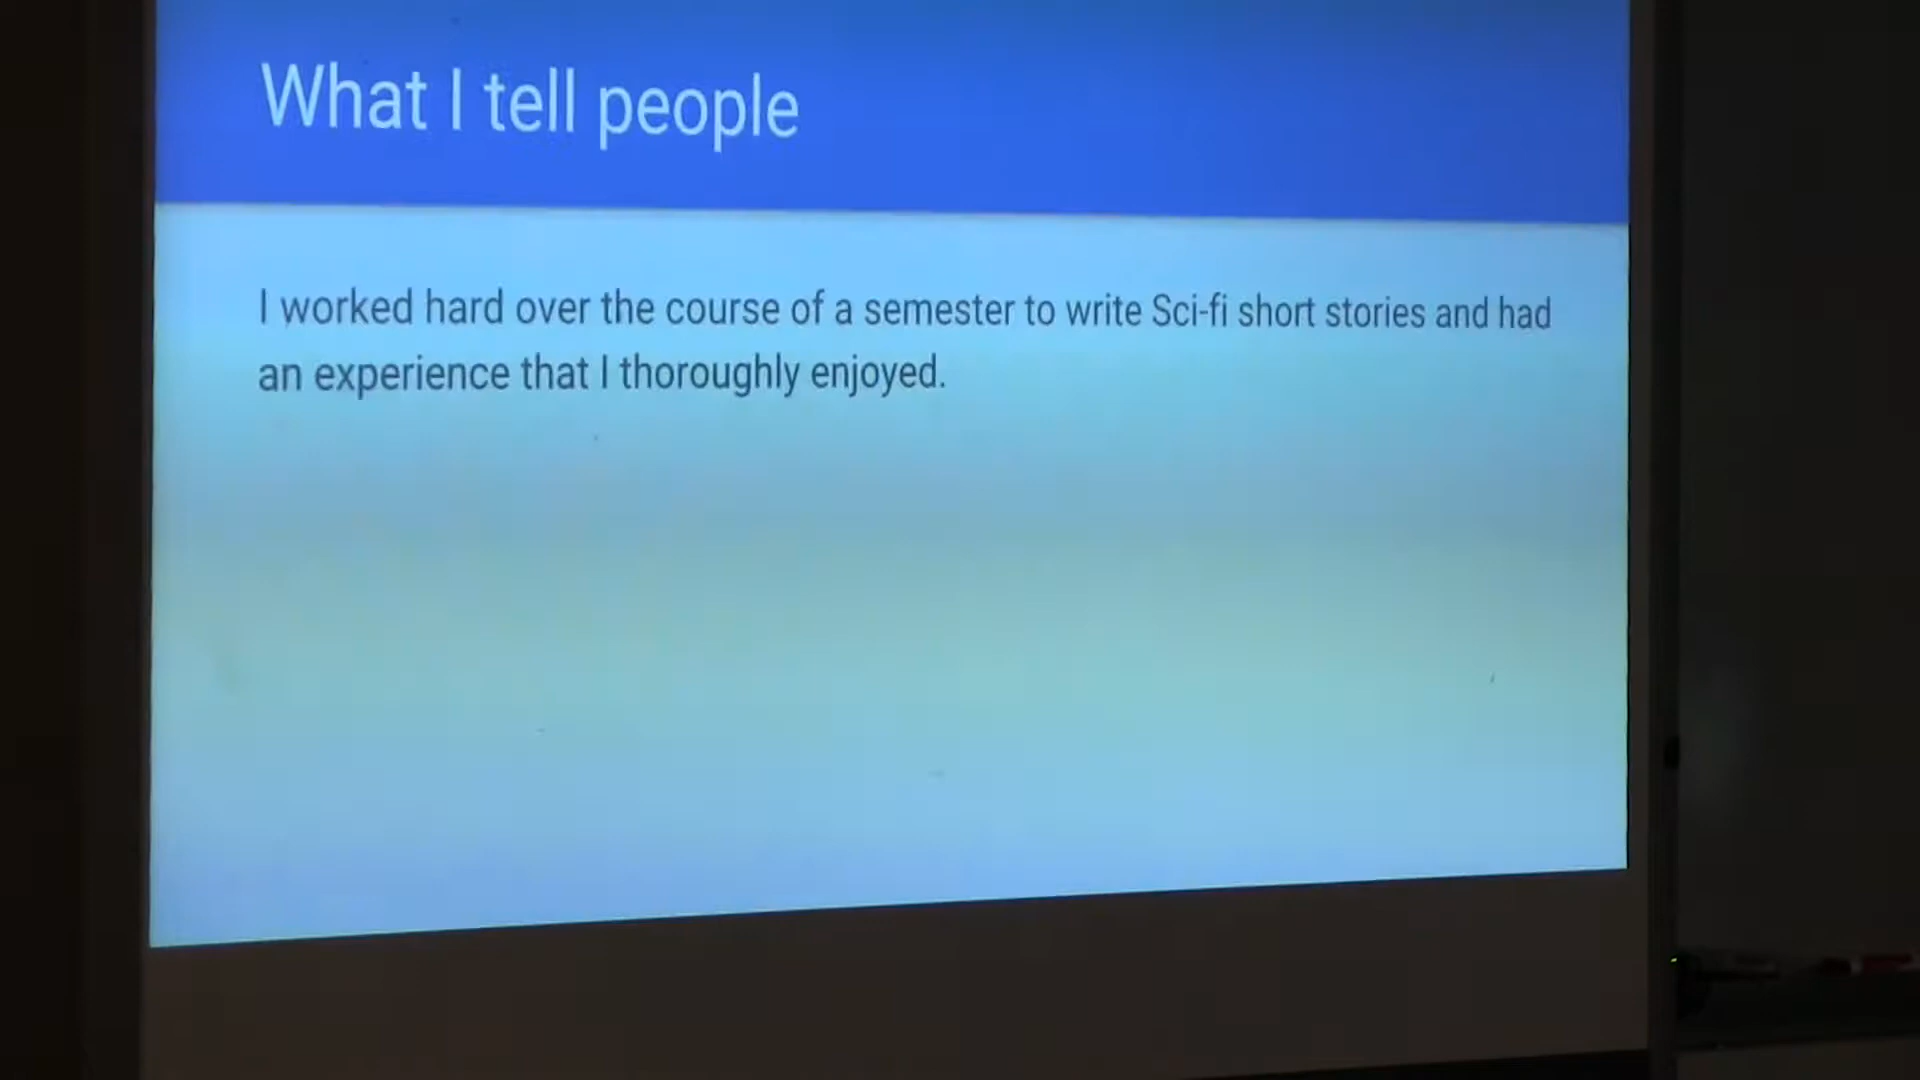 What I tell people
I worked hard over the course of a semester to write Sci-fi short stories and had
an experience that I thoroughly enjoyed.